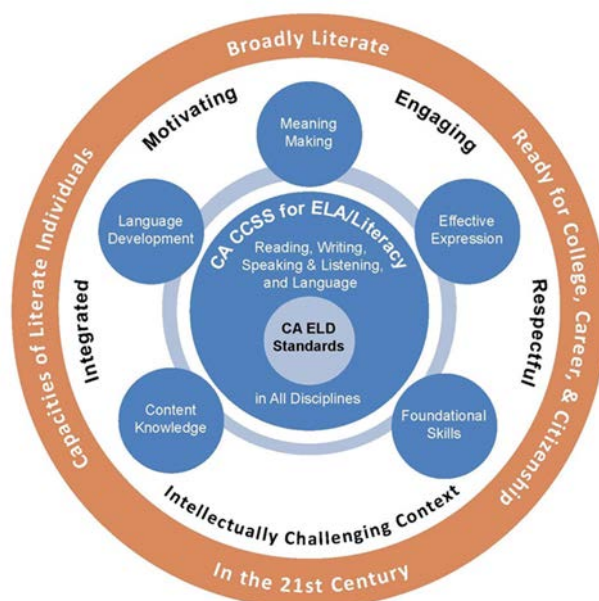 Broadly Literate
Ready for College, Career, & Citizenship
In the 21st Century
Capacities of Literate Individuals
Motivating
Engaging
Respectful
Intellectually Challenging Context
Integrated
Meaning
Making
Effective
Expression
Foundational
Skills
Content
Knowledge
Language
Development
CA CCSS for ELA/Literacy
Reading, Writing,
Speaking & Listening,
and Language
CA ELD
Standards
in All Disciplines